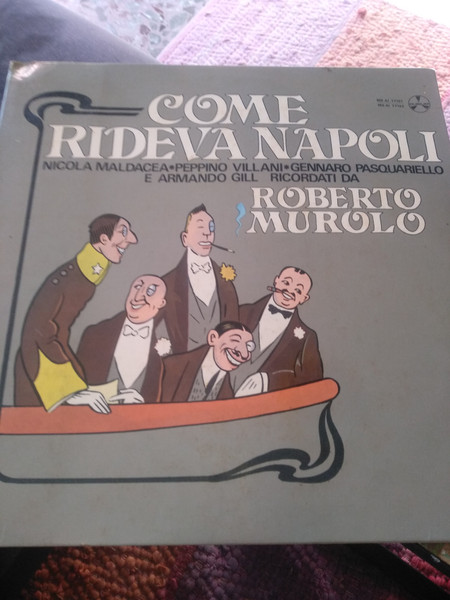 COME
RIDEVA NAPOLI
NICOLA MALDACEA • PEPPINO VILLANI • GENNARO PASQUARIELLO
E ARMANDO GILL RICORDATI DA
ROBERTO
MUROLO